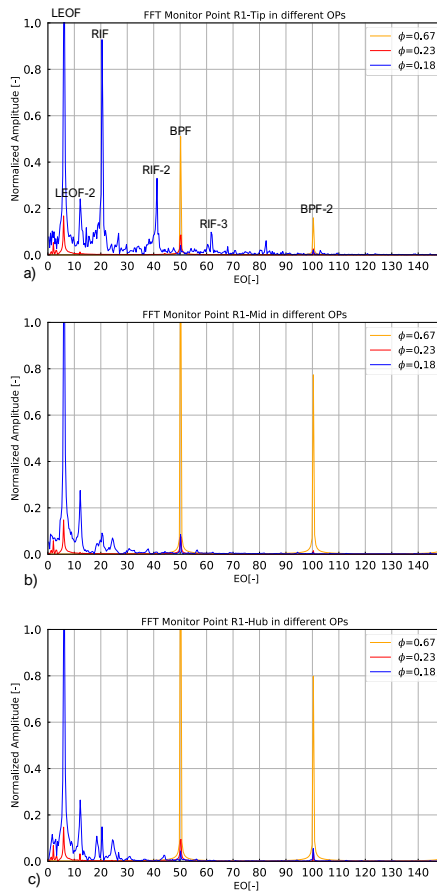 LEOF
FFT Monitor Point R1-Tip in different OPs
1.0
0.8
0.6
0.4
0.2
0.0
Normalized Amplitude [-]
RIF
BPF
RIF-2
LEOF-2
RIF-3
BPF-2
ϕ=0.67
ϕ=0.23
ϕ=0.18
0 10 20 30 40 50 60 70 80 90 100 110 120 130 140
EO[-]
a)
FFT Monitor Point R1-Mid in different OPs
1.0
0.8
0.6
0.4
0.2
0.0
Normalized Amplitude [-]
ϕ=0.67
ϕ=0.23
ϕ=0.18
0 10 20 30 40 50 60 70 80 90 100 110 120 130 140
EO[-]
b)
FFT Monitor Point R1-Hub in different OPs
1.0
0.8
0.6
0.4
0.2
0.0
Normalized Amplitude [-]
ϕ=0.67
ϕ=0.23
ϕ=0.18
0 10 20 30 40 50 60 70 80 90 100 110 120 130 140
EO[-]
c)